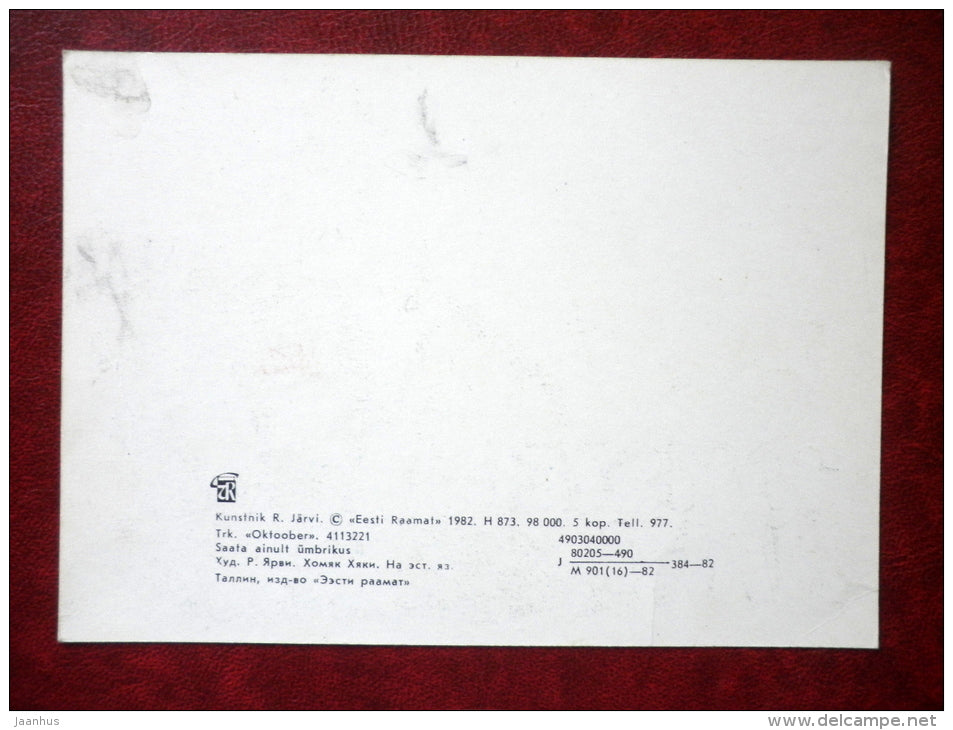 Kunstnik R. Järvi. © «Eesti Raamat» 1982. H 873. 98 000. 5 kop. Tell. 977.
Trk. «Oktoober». 4113221
Saata ainult ümbrikus
Худ. Р. Ярви. Хомяк Хяки. На эст. яз.
Таллин, изд-во «Ээсти раамат»
4903040000
J 80205—490
М 901(16)—82 384—82
jaanhus
www.delcampe.net